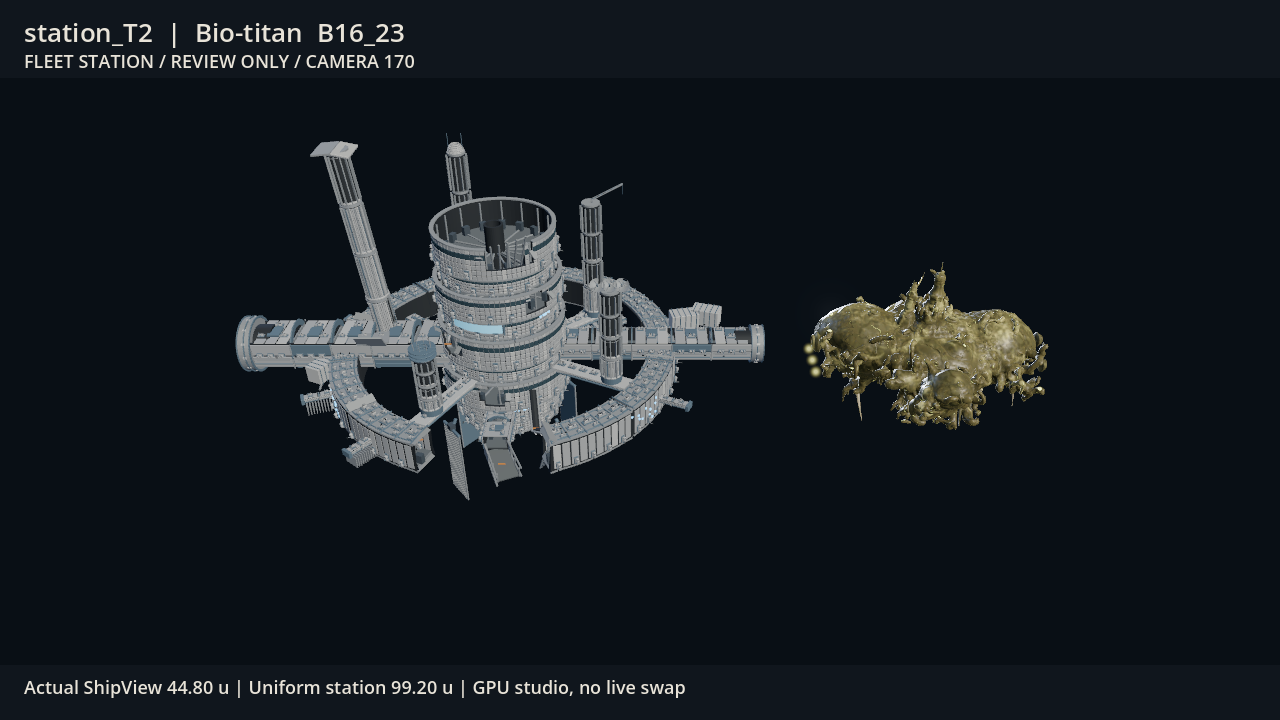 station_T2 | Bio-titan B16_23
FLEET STATION / REVIEW ONLY / CAMERA 170
Actual ShipView 44.80 u | Uniform station 99.20 u | GPU studio, no live swap